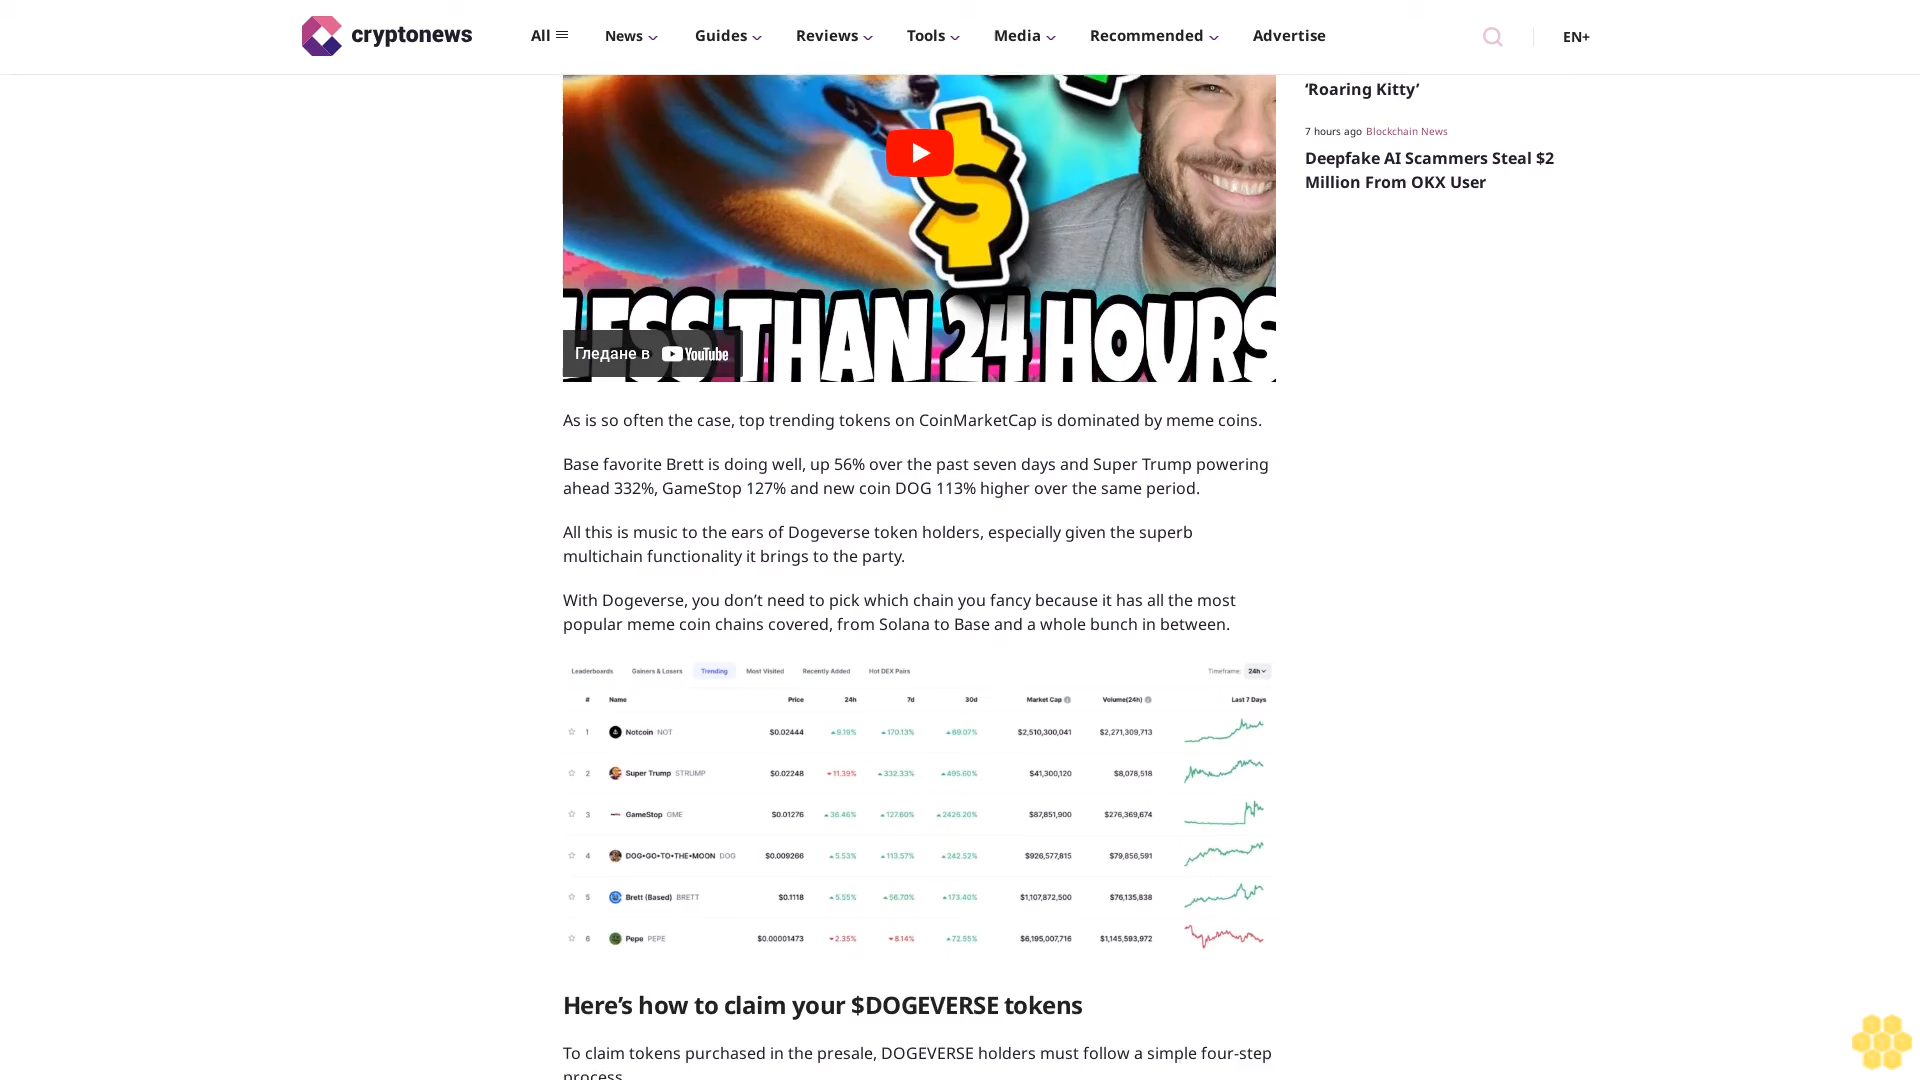 cryptonews
All
News
Guides
Reviews
Tools
Media
Recommended
Advertise
EN+
$
LESS THAN 24 HOURS
Гледане в YouTube
‘Roaring Kitty’
7 hours ago Blockchain News
Deepfake AI Scammers Steal $2
Million From OKX User
As is so often the case, top trending tokens on CoinMarketCap is dominated by meme coins.
Base favorite Brett is doing well, up 56% over the past seven days and Super Trump powering
ahead 332%, GameStop 127% and new coin DOG 113% higher over the same period.
All this is music to the ears of Dogeverse token holders, especially given the superb
multichain functionality it brings to the party.
With Dogeverse, you don’t need to pick which chain you fancy because it has all the most
popular meme coin chains covered, from Solana to Base and a whole bunch in between.
Leaderboards Gainers & Losers Trending Most Visited Recently Added Hot DEX Pairs Timeframe: 24h
# Name Price 24h 7d 30d Market Cap Volume(24h) Last 7 Days
1 Notcoin NOT $0.02444 9.19% 170.13% 69.07% $2,510,300,041 $2,271,309,713
2 Super Trump STRUMP $0.02248 11.39% 332.33% 495.60% $41,300,120 $8,078,518
3 GameStop GME $0.01276 36.46% 127.60% 2426.20% $87,851,900 $276,369,674
4 DOG•GO•TO•THE•MOON DOG $0.009266 5.53% 113.57% 242.52% $926,577,815 $79,856,591
5 Brett (Based) BRETT $0.1118 5.55% 56.70% 173.40% $1,107,872,500 $76,135,838
6 Pepe PEPE $0.00001473 2.35% 8.14% 72.55% $6,195,007,716 $1,145,593,972
Here’s how to claim your $DOGEVERSE tokens
To claim tokens purchased in the presale, DOGEVERSE holders must follow a simple four-step
process.